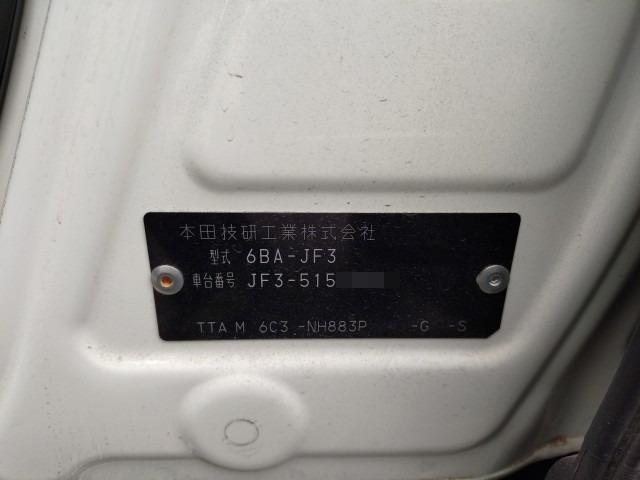 本田技研工業株式会社
型式 6BA-JF3
車台番号 JF3-515
TTA M 6C3 -NH883P -G -S